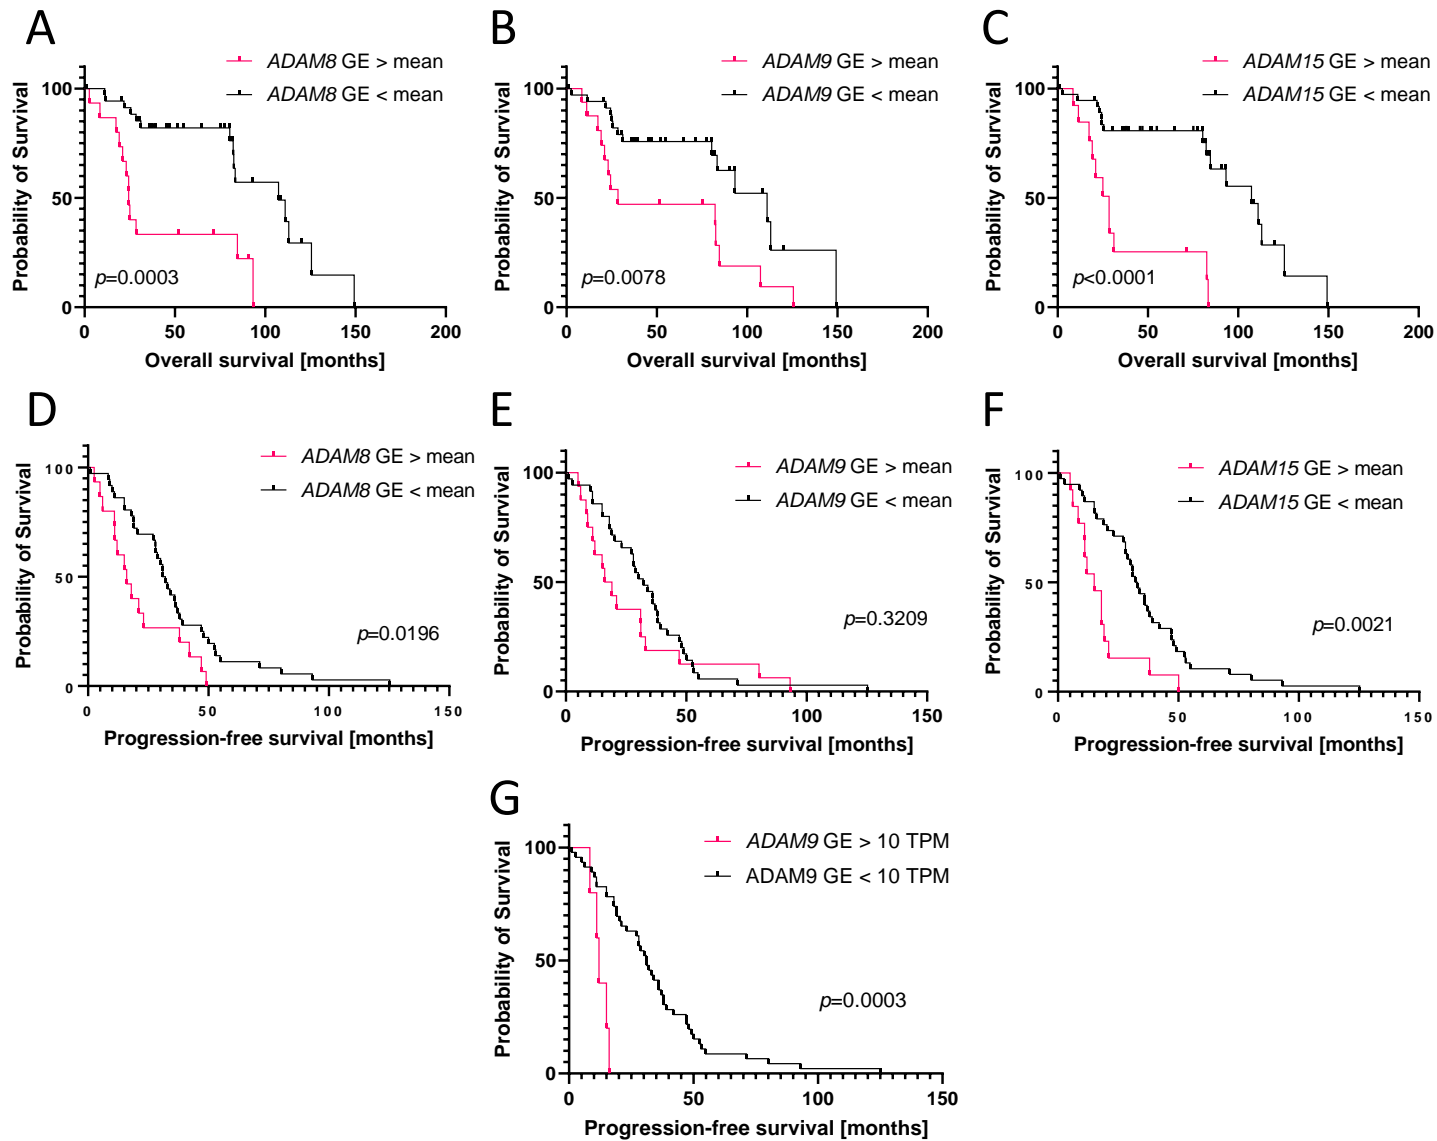 A
ADAM8 GE > mean
ADAM8 GE < mean
Probability of Survival
100
50
0
p=0.0003
0 50 100 150 200
Overall survival [months]
B
ADAM9 GE > mean
ADAM9 GE < mean
Probability of Survival
100
50
0
p=0.0078
0 50 100 150 200
Overall survival [months]
C
ADAM15 GE > mean
ADAM15 GE < mean
Probability of Survival
100
50
0
p<0.0001
0 50 100 150 200
Overall survival [months]
D
ADAM8 GE > mean
ADAM8 GE < mean
Probability of Survival
100
50
0
p=0.0196
0 50 100 150
Progression-free survival [months]
E
ADAM9 GE > mean
ADAM9 GE < mean
Probability of Survival
100
50
0
p=0.3209
0 50 100 150
Progression-free survival [months]
F
ADAM15 GE > mean
ADAM15 GE < mean
Probability of Survival
100
50
0
p=0.0021
0 50 100 150
Progression-free survival [months]
G
ADAM9 GE > 10 TPM
ADAM9 GE < 10 TPM
Probability of Survival
100
50
0
p=0.0003
0 50 100 150
Progression-free survival [months]